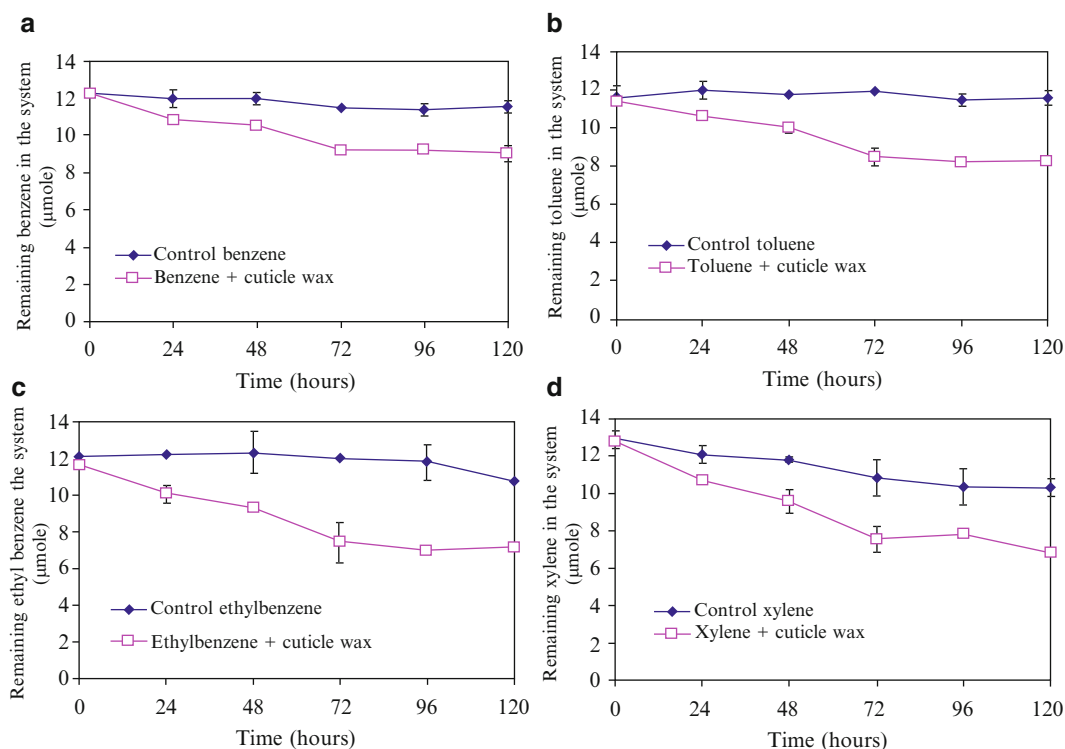 a
Remaining benzene in the system
(μmole)
14
12
10
8
6
4
2
0
Control benzene
Benzene + cuticle wax
0 24 48 72 96 120
Time (hours)
b
Remaining toluene in the system
(μmole)
14
12
10
8
6
4
2
0
Control toluene
Toluene + cuticle wax
0 24 48 72 96 120
Time (hours)
c
Remaining ethyl benzene the system
(μmole)
14
12
10
8
6
4
2
0
Control ethylbenzene
Ethylbenzene + cuticle wax
0 24 48 72 96 120
Time (hours)
d
Remaining xylene in the system
(μmole)
14
12
10
8
6
4
2
0
Control xylene
Xylene + cuticle wax
0 24 48 72 96 120
Time (hours)